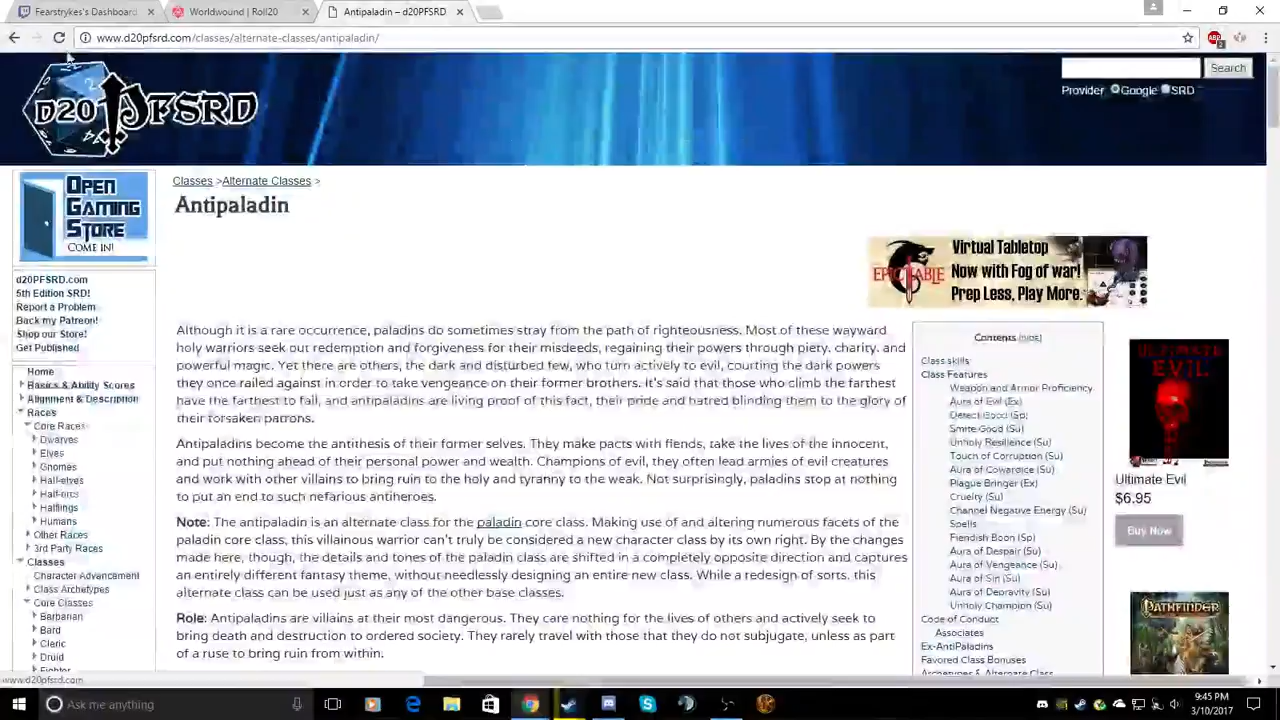 Fearstrykes's Dashboard
Worldwound | Roll20
Antipaladin – d20PFSRD
www.d20pfsrd.com/classes/alternate-classes/antipaladin/
ABP
2
D20PFSRD
Search
Provider Google SRD
OPEN
GAMING
STORE
COME IN!
Classes >Alternate Classes >
Antipaladin
EPICTABLE
Virtual Tabletop
Now with Fog of war!
Prep Less, Play More.
d20PFSRD.com
5th Edition SRD!
Report a Problem
Back my Patreon!
Shop our Store!
Get Published
Home
Basics & Ability Scores
Alignment & Description
Races
Core Races
Dwarves
Elves
Gnomes
Half-elves
Half-orcs
Halflings
Humans
Other Races
3rd Party Races
Classes
Character Advancement
Class Archetypes
Core Classes
Barbarian
Bard
Cleric
Druid
Fighter
Although it is a rare occurrence, paladins do sometimes stray from the path of righteousness. Most of these wayward
holy warriors seek out redemption and forgiveness for their misdeeds, regaining their powers through piety, charity, and
powerful magic. Yet there are others, the dark and disturbed few, who turn actively to evil, courting the dark powers
they once railed against in order to take vengeance on their former brothers. It's said that those who climb the farthest
have the farthest to fall, and antipaladins are living proof of this fact, their pride and hatred blinding them to the glory of
their forsaken patrons.
Antipaladins become the antithesis of their former selves. They make pacts with fiends, take the lives of the innocent,
and put nothing ahead of their personal power and wealth. Champions of evil, they often lead armies of evil creatures
and work with other villains to bring ruin to the holy and tyranny to the weak. Not surprisingly, paladins stop at nothing
to put an end to such nefarious antiheroes.
Note: The antipaladin is an alternate class for the paladin core class. Making use of and altering numerous facets of the
paladin core class, this villainous warrior can't truly be considered a new character class by its own right. By the changes
made here, though, the details and tones of the paladin class are shifted in a completely opposite direction and captures
an entirely different fantasy theme, without needlessly designing an entire new class. While a redesign of sorts, this
alternate class can be used just as any of the other base classes.
Role: Antipaladins are villains at their most dangerous. They care nothing for the lives of others and actively seek to
bring death and destruction to ordered society. They rarely travel with those that they do not subjugate, unless as part
of a ruse to bring ruin from within.
Contents [hide]
Class skills
Class Features
Weapon and Armor Proficiency
Aura of Evil (Ex)
Detect Good (Sp)
Smite Good (Su)
Unholy Resilience (Su)
Touch of Corruption (Su)
Aura of Cowardice (Su)
Plague Bringer (Ex)
Cruelty (Su)
Channel Negative Energy (Su)
Spells
Fiendish Boon (Sp)
Aura of Despair (Su)
Aura of Vengeance (Su)
Aura of Sin (Su)
Aura of Depravity (Su)
Unholy Champion (Su)
Code of Conduct
Associates
Ex-AntiPaladins
Favored Class Bonuses
Archetypes & Alternate Class
ULTIMATE
EVIL
Ultimate Evil
$6.95
Buy Now
PATHFINDER
www.d20pfsrd.com
Ask me anything
9:45 PM
3/10/2017